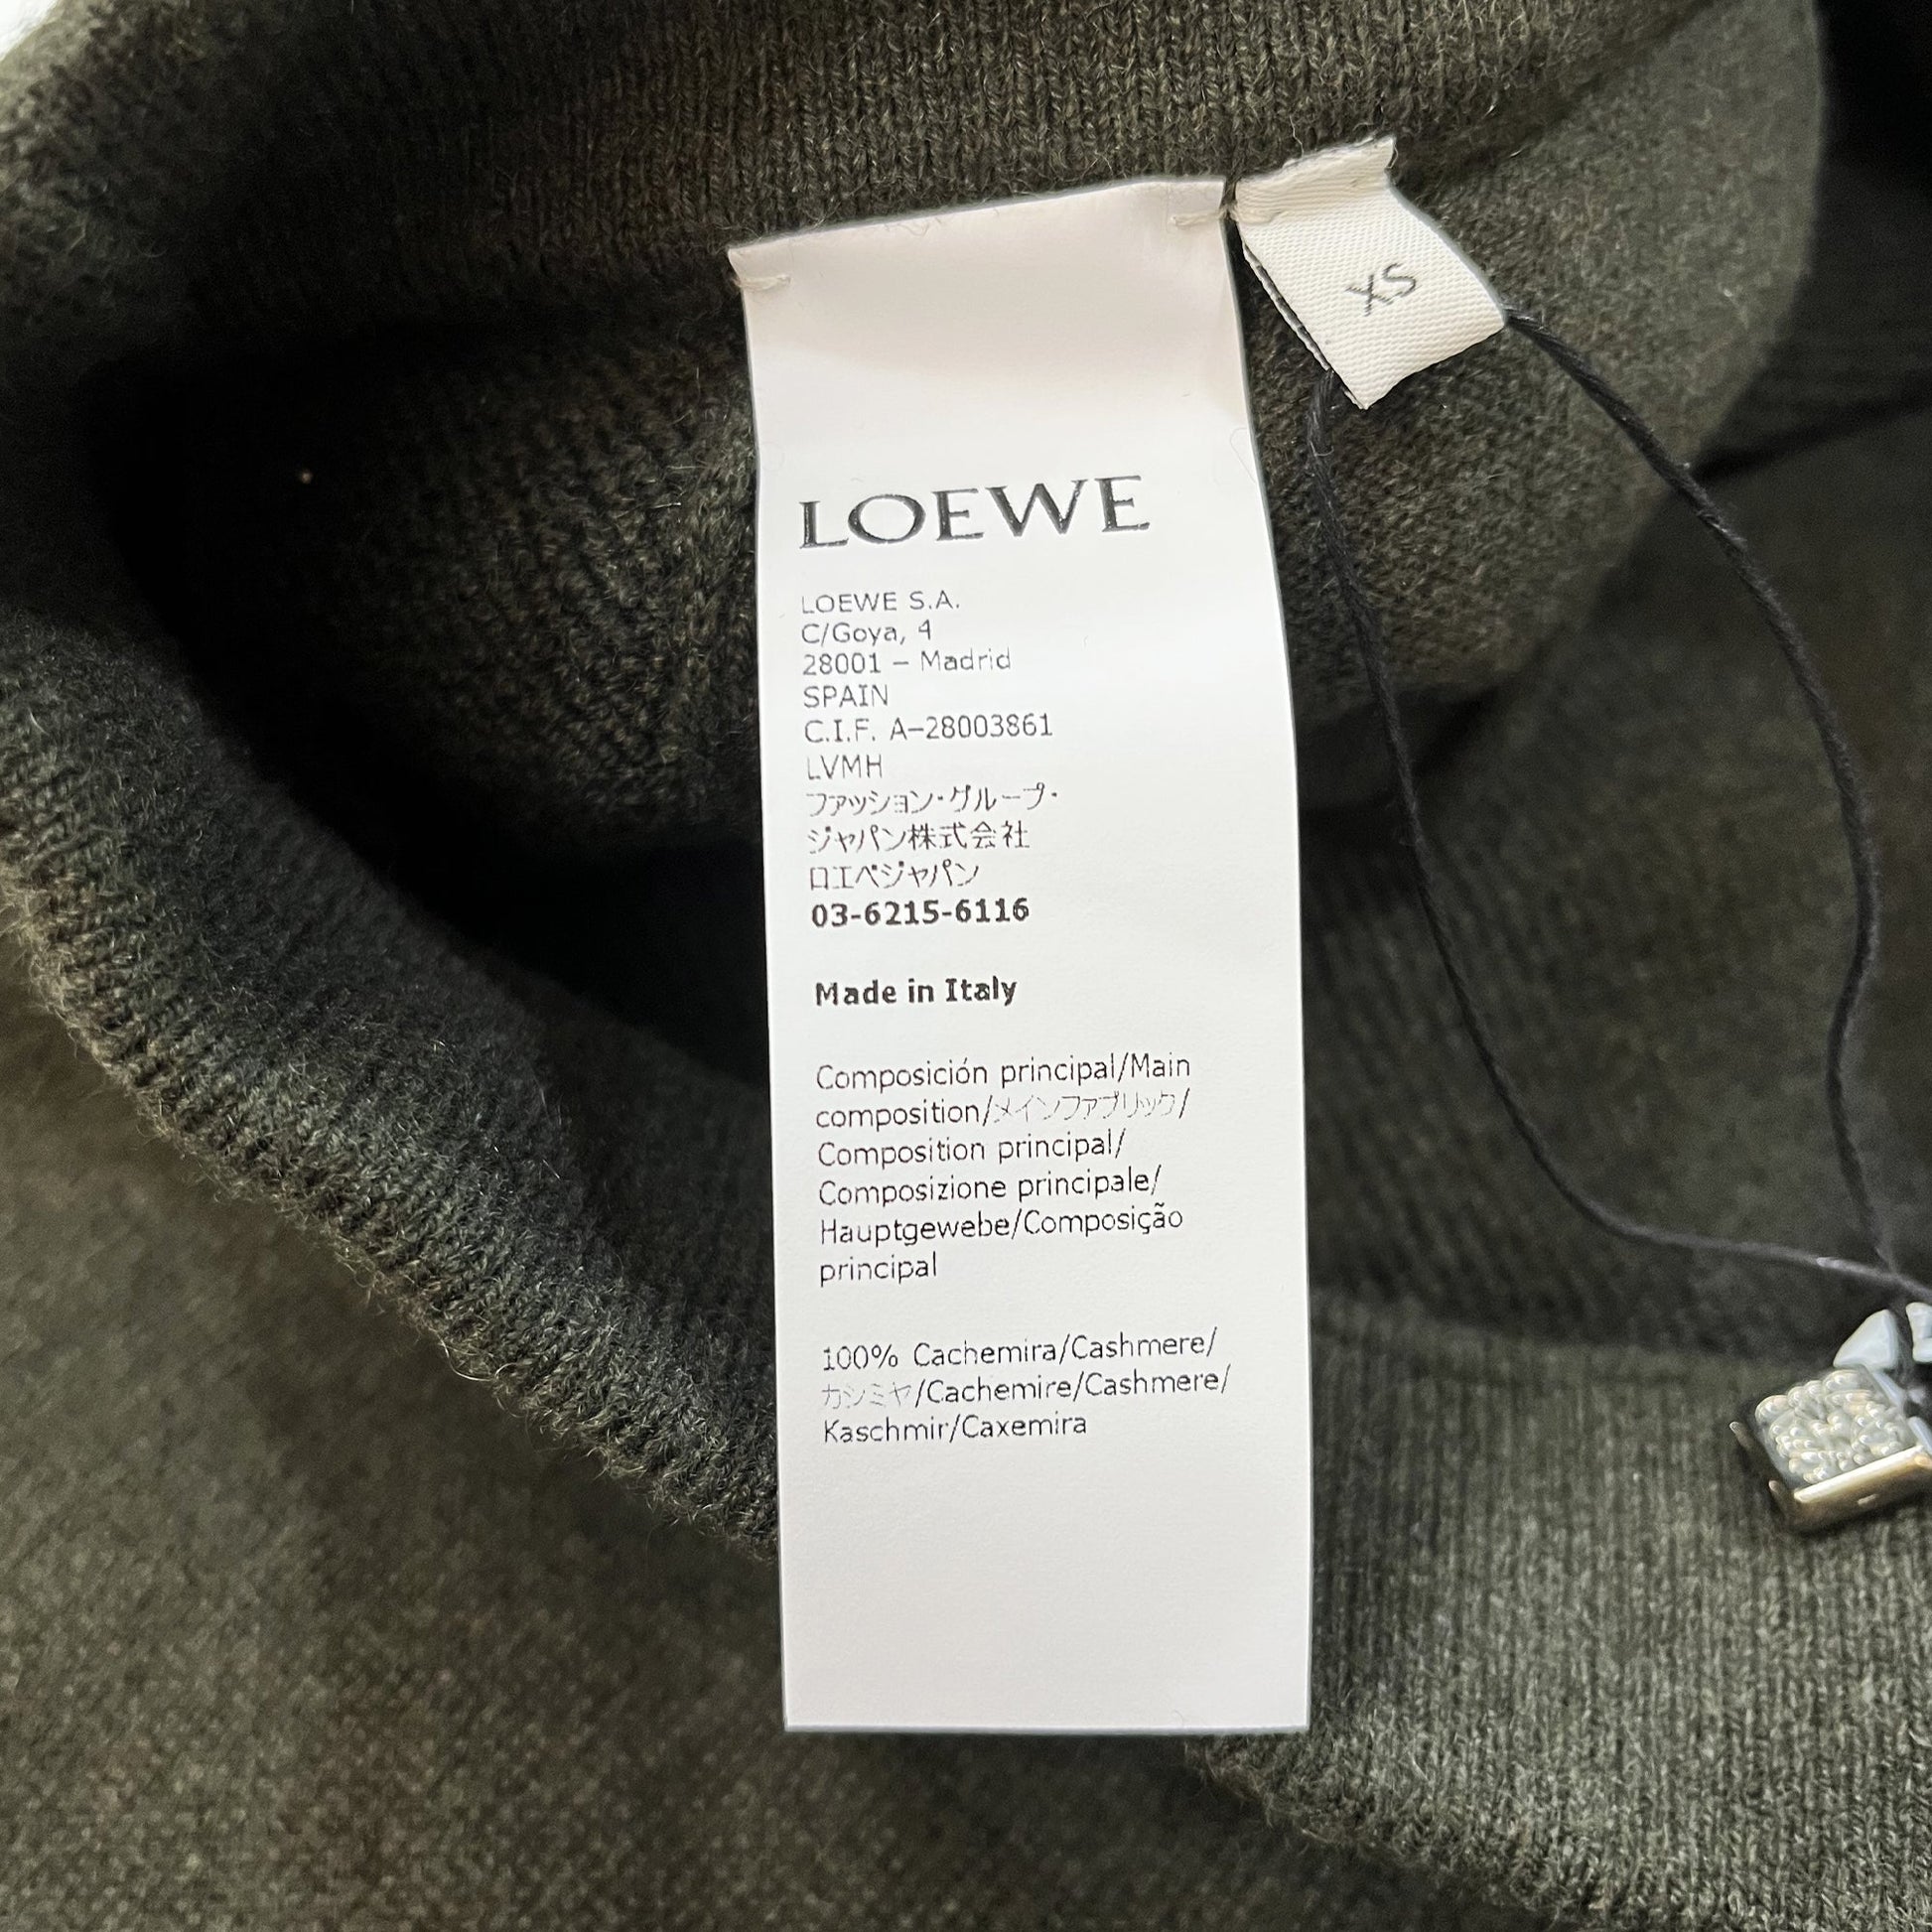 XS
LOEWE
LOEWE S.A.
C/Goya, 4
28001 – Madrid
SPAIN
C.I.F. A–28003861
LVMH
ファッション・グループ・
ジャパン株式会社
ロエベジャパン
03-6215-6116
Made in Italy
Composición principal/Main
composition/メインファブリック/
Composition principal/
Composizione principale/
Hauptgewebe/Composição
principal
100% Cachemira/Cashmere/
カシミヤ/Cachemire/Cashmere/
Kaschmir/Caxemira